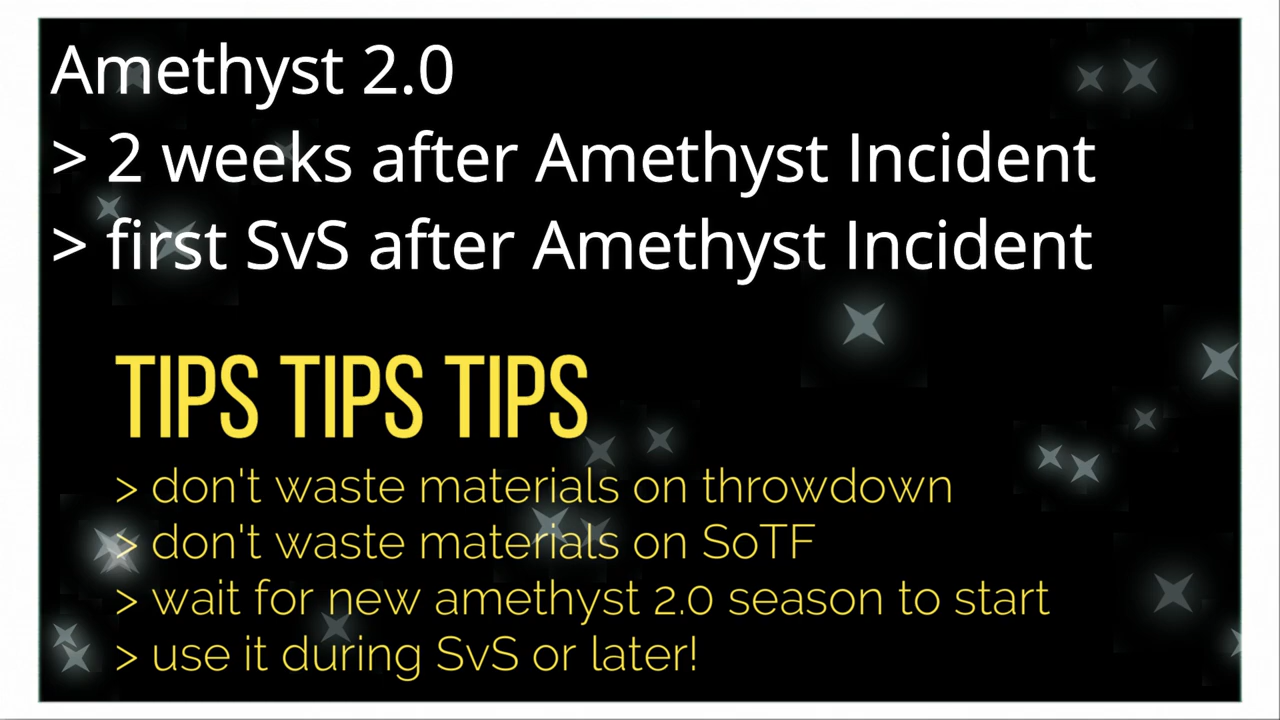 Amethyst 2.0
> 2 weeks after Amethyst Incident
> first SvS after Amethyst Incident
TIPS TIPS TIPS
> don't waste materials on throwdown
> don't waste materials on SoTF
> wait for new amethyst 2.0 season to start
> use it during SvS or later!